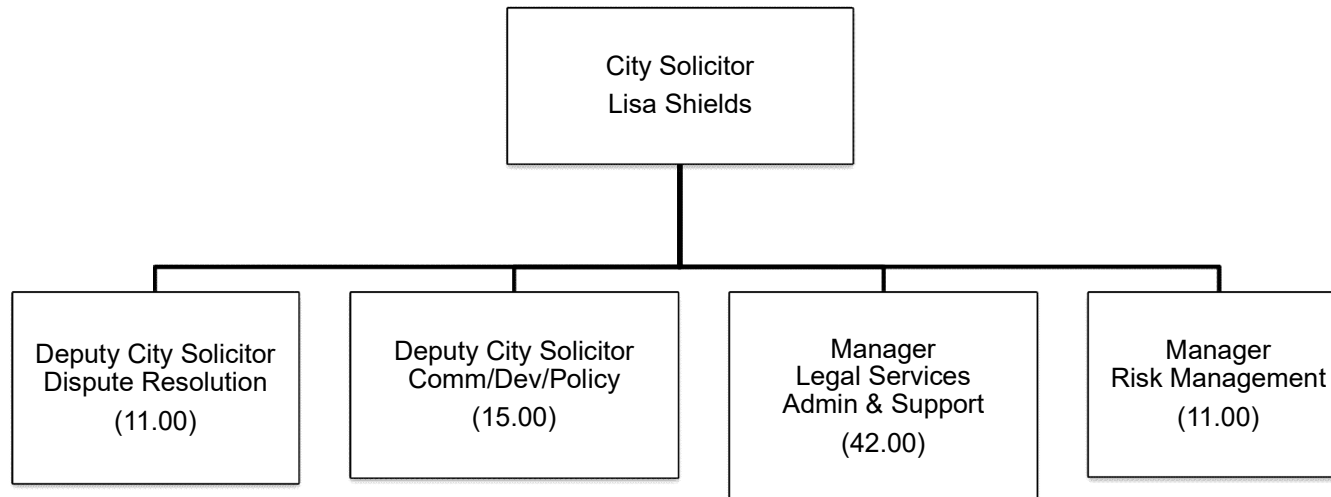 City Solicitor
Lisa Shields
Deputy City Solicitor
Dispute Resolution
(11.00)
Deputy City Solicitor
Comm/Dev/Policy
(15.00)
Manager
Legal Services
Admin & Support
(42.00)
Manager
Risk Management
(11.00)